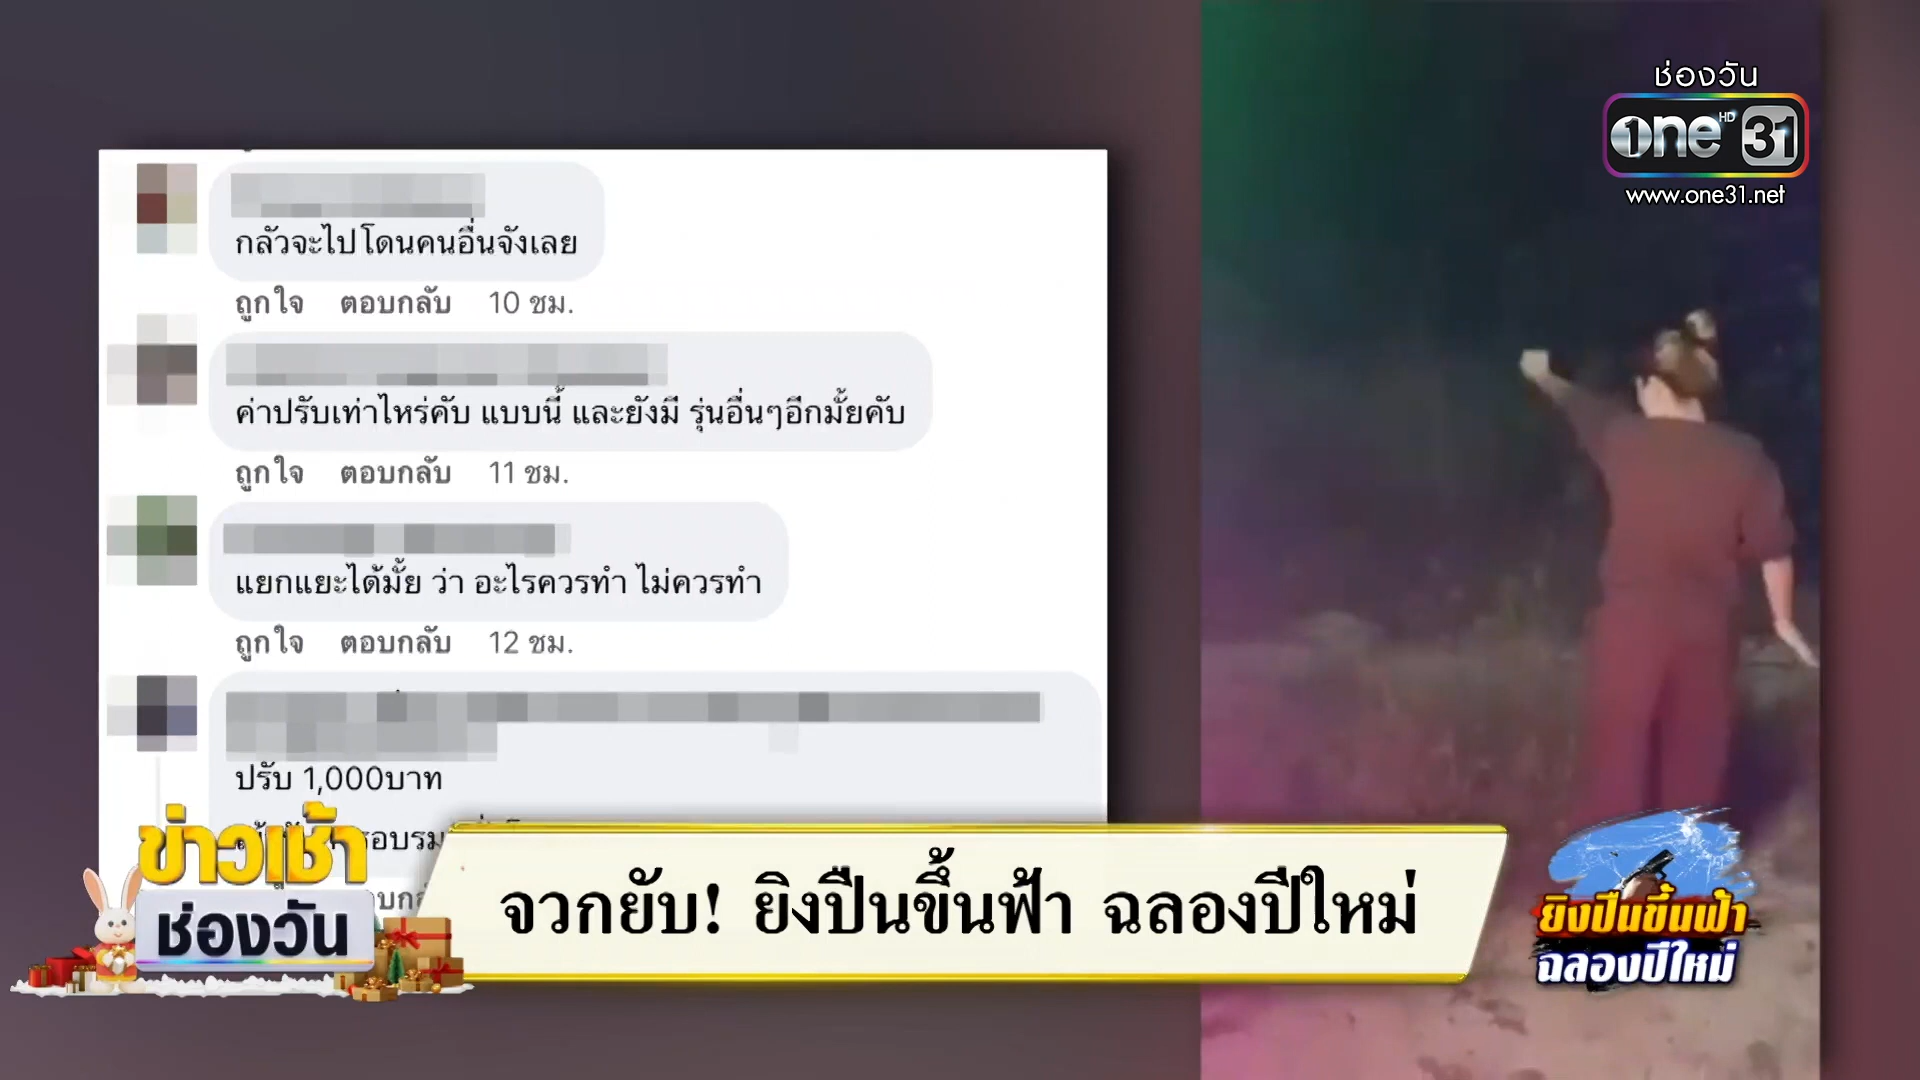 ช่องวัน
one HD 31
www.one31.net
กลัวจะไปโดนคนอื่นจังเลย
ถูกใจ ตอบกลับ 10 ชม.
ค่าปรับเท่าไหร่คับ แบบนี้ และยังมี รุ่นอื่นๆอีกมั้ยคับ
ถูกใจ ตอบกลับ 11 ชม.
แยกแยะได้มั้ย ว่า อะไรควรทำ ไม่ควรทำ
ถูกใจ ตอบกลับ 12 ชม.
ปรับ 1,000บาท
ข่าวเช้า
ช่องวัน
จวกยับ! ยิงปืนขึ้นฟ้า ฉลองปีใหม่
ยิงปืนขึ้นฟ้า
ฉลองปีใหม่